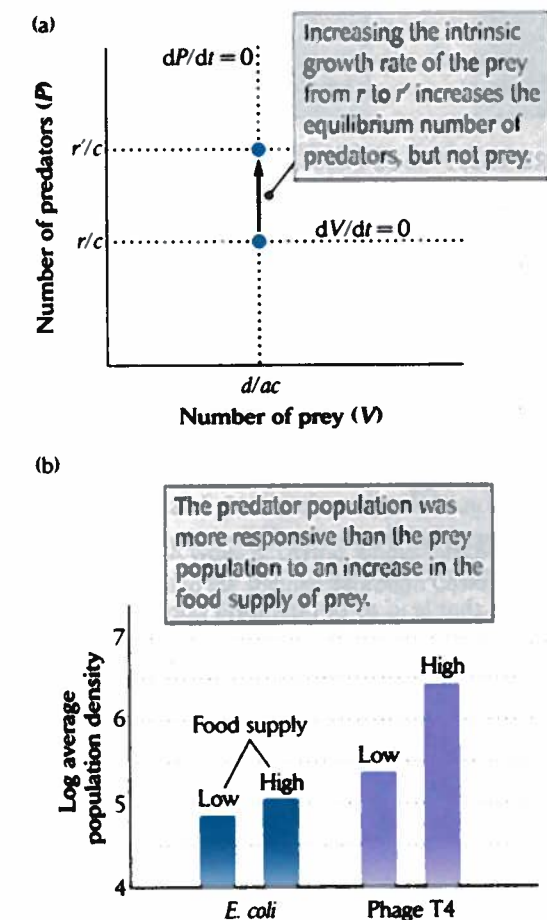 (a)
Increasing the intrinsic
growth rate of the prey
from r to r′ increases the
equilibrium number of
predators, but not prey.
dP/dt = 0
Number of predators (P)
r′/c
r/c
dV/dt = 0
d/ac
Number of prey (V)
(b)
The predator population was
more responsive than the prey
population to an increase in the
food supply of prey.
Log average
population density
7
6
5
4
Food supply
Low
High
Low
High
E. coli
Phage T4